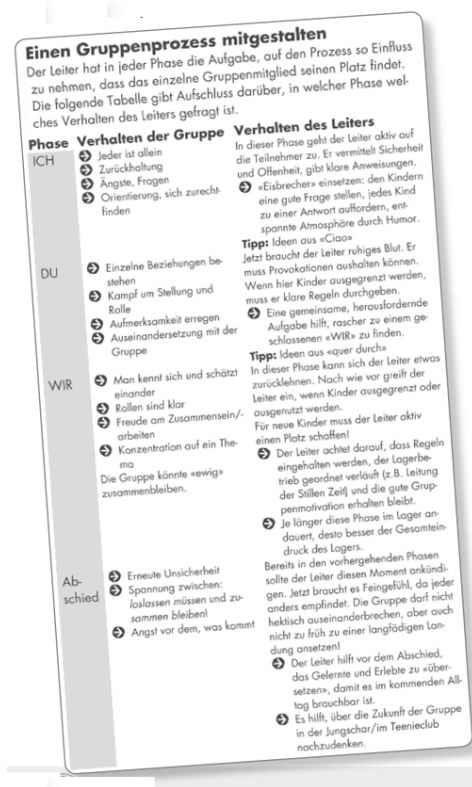 Einen Gruppenprozess mitgestalten
Der Leiter hat in jeder Phase die Aufgabe, auf den Prozess so Einfluss
zu nehmen, dass das einzelne Gruppenmitglied seinen Platz findet.
Die folgende Tabelle gibt Aufschluss darüber, in welcher Phase wel-
ches Verhalten des Leiters gefragt ist.
Phase Verhalten der Gruppe Verhalten des Leiters
ICH
Jeder ist allein
Zurückhaltung
Ängste, Fragen
Orientierung, sich zurecht-
finden
In dieser Phase geht der Leiter aktiv auf
die Teilnehmer zu. Er vermittelt Sicherheit
und Offenheit, gibt klare Anweisungen.
«Eisbrecher» einsetzen: den Kindern
eine gute Frage stellen, jedes Kind
zu einer Antwort auffordern, ent-
spannte Atmosphäre durch Humor.
Tipp: Ideen aus «Ciao»
DU
Einzelne Beziehungen be-
stehen
Kampf um Stellung und
Rolle
Aufmerksamkeit erregen
Auseinandersetzung mit der
Gruppe
Jetzt braucht der Leiter ruhiges Blut. Er
muss Provokationen aushalten können.
Wenn hier Kinder ausgegrenzt werden,
muss er klare Regeln durchgeben.
Eine gemeinsame, herausfordernde
Aufgabe hilft, rascher zu einem ge-
schlossenen «WIR» zu finden.
Tipp: Ideen aus «quer durch»
WIR
Man kennt sich und schätzt
einander
Rollen sind klar
Freude am Zusammensein/-
arbeiten
Konzentration auf ein The-
ma
Die Gruppe könnte «ewig»
zusammenbleiben.
In dieser Phase kann sich der Leiter etwas
zurücklehnen. Nach wie vor greift der
Leiter ein, wenn Kinder ausgegrenzt oder
ausgenutzt werden.
Für neue Kinder muss der Leiter aktiv
einen Platz schaffen!
Der Leiter achtet darauf, dass Regeln
eingehalten werden, der Lagerbe-
trieb geordnet verläuft (z.B. Leitung
der Stillen Zeit) und die gute Grup-
penmotivation erhalten bleibt.
Je länger diese Phase im Lager an-
dauert, desto besser der Gesamtein-
druck des Lagers.
Ab-
schied
Erneute Unsicherheit
Spannung zwischen:
loslassen müssen und zu-
sammen bleiben!
Angst vor dem, was kommt
Bereits in den vorhergehenden Phasen
sollte der Leiter diesen Moment ankündi-
gen. Jetzt braucht es Feingefühl, da jeder
anders empfindet. Die Gruppe darf nicht
hektisch auseinanderbrechen, aber auch
nicht zu früh zu einer langfädigen Lan-
dung ansetzen!
Der Leiter hilft vor dem Abschied,
das Gelernte und Erlebte zu «über-
setzen», damit es im kommenden All-
tag brauchbar ist.
Es hilft, über die Zukunft der Gruppe
in der Jungschar/im Teenieclub
nachzudenken.